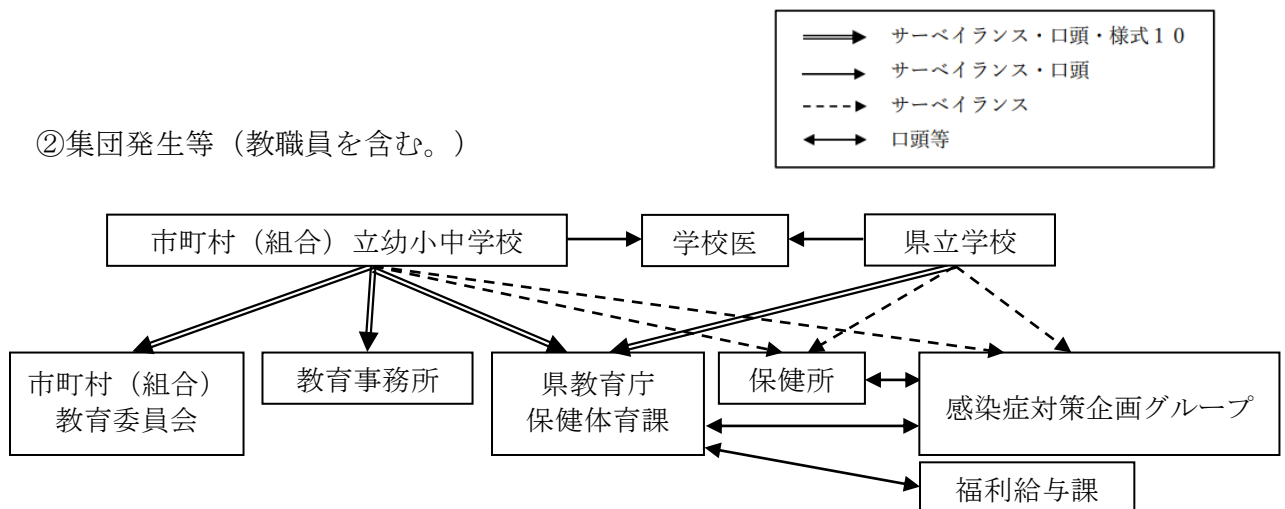 サーベイランス・口頭・様式１０
サーベイランス・口頭
サーベイランス
口頭等
②集団発生等（教職員を含む。）
市町村（組合）立幼小中学校
学校医
県立学校
市町村（組合）
教育委員会
教育事務所
県教育庁
保健体育課
保健所
感染症対策企画グループ
福利給与課